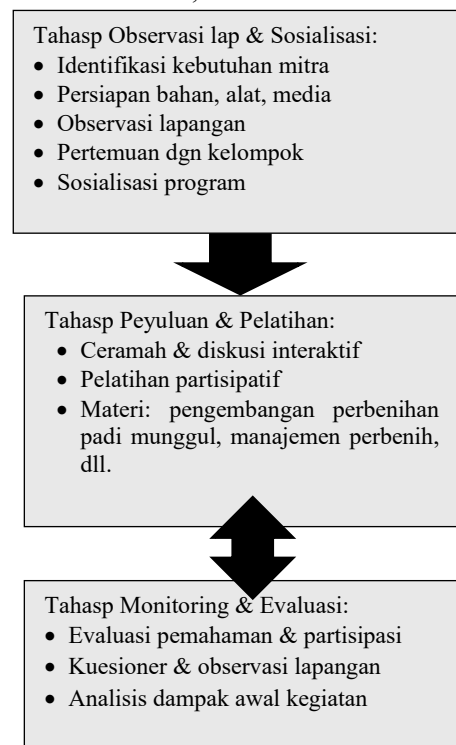 Tahasp Observasi lap & Sosialisasi:
• Identifikasi kebutuhan mitra
• Persiapan bahan, alat, media
• Observasi lapangan
• Pertemuan dgn kelompok
• Sosialisasi program
Tahasp Peyuluan & Pelatihan:
• Ceramah & diskusi interaktif
• Pelatihan partisipatif
• Materi: pengembangan perbenihan
padi munggul, manajemen perbenih,
dll.
Tahasp Monitoring & Evaluasi:
• Evaluasi pemahaman & partisipasi
• Kuesioner & observasi lapangan
• Analisis dampak awal kegiatan